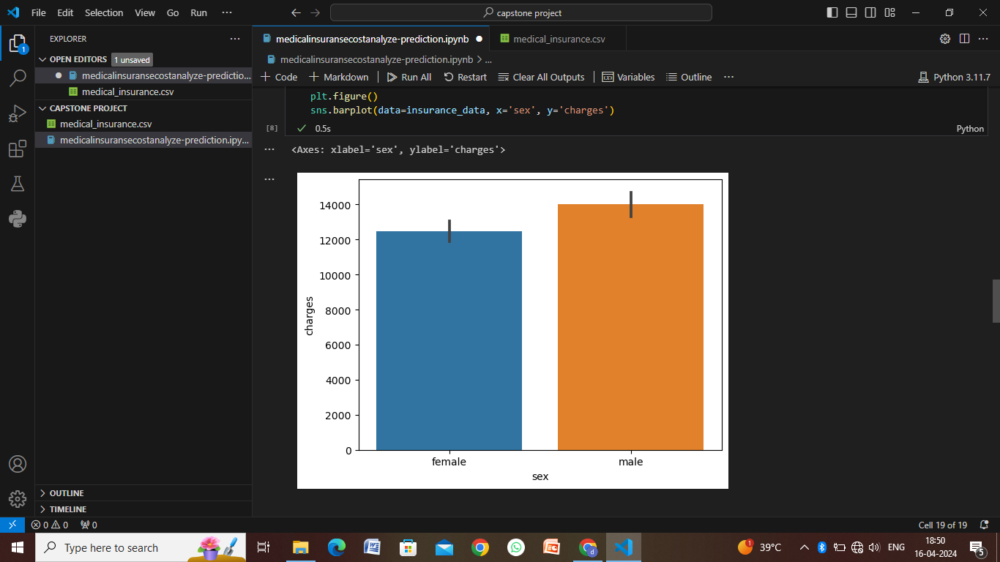 File Edit Selection View Go Run ···
capstone project
EXPLORER ···
OPEN EDITORS 1 unsaved
medicalinsuransecostanalyze-predictio...
medical_insurance.csv
CAPSTONE PROJECT
medical_insurance.csv
medicalinsuransecostanalyze-prediction.ipy...
OUTLINE
TIMELINE
medicalinsuransecostanalyze-prediction.ipynb
medical_insurance.csv
···
medicalinsuransecostanalyze-prediction.ipynb > ...
+ Code + Markdown | Run All Restart Clear All Outputs | Variables Outline ···
Python 3.11.7
plt.figure()
sns.barplot(data=insurance_data, x='sex', y='charges')
[8] 0.5s Python
··· <Axes: xlabel='sex', ylabel='charges'>
···
14000
12000
10000
8000
6000
4000
2000
0
charges
female male
sex
0 0 0
Cell 19 of 19
Type here to search
1 39°C
ENG
18:50
16-04-2024
5
1
WE
EC
d